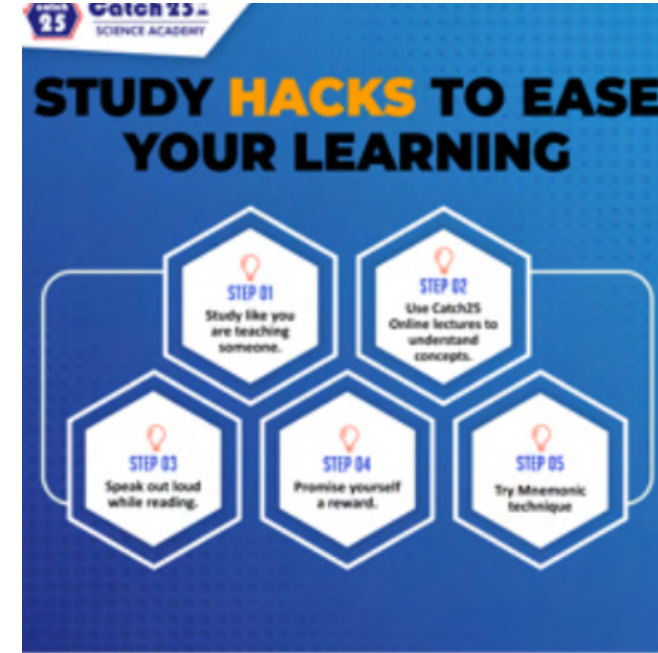 catch
25
Catch 25
SCIENCE ACADEMY
STUDY HACKS TO EASE
YOUR LEARNING
STEP 01
Study like you
are teaching
someone.
STEP 02
Use Catch25
Online lectures to
understand
concepts.
STEP 03
Speak out loud
while reading.
STEP 04
Promise yourself
a reward.
STEP 05
Try Mnemonic
technique